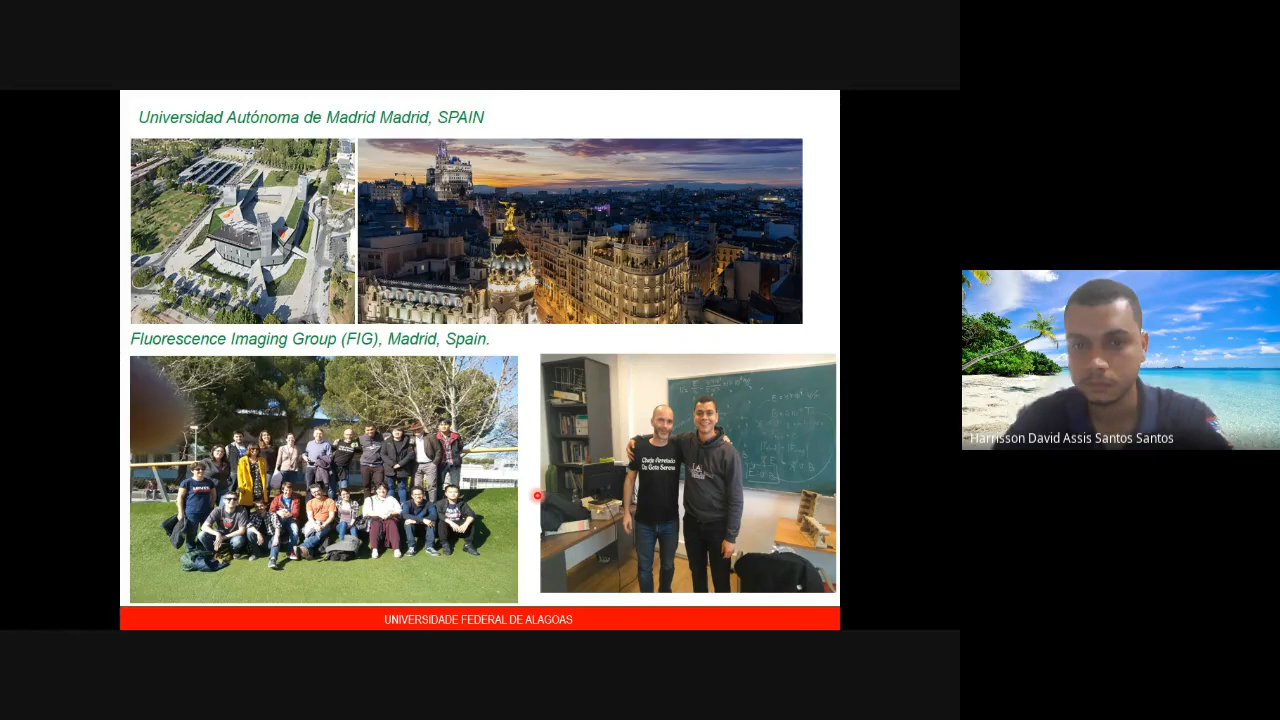 Universidad Autónoma de Madrid Madrid, SPAIN
Fluorescence Imaging Group (FIG), Madrid, Spain.
Harrisson David Assis Santos Santos
UNIVERSIDADE FEDERAL DE ALAGOAS